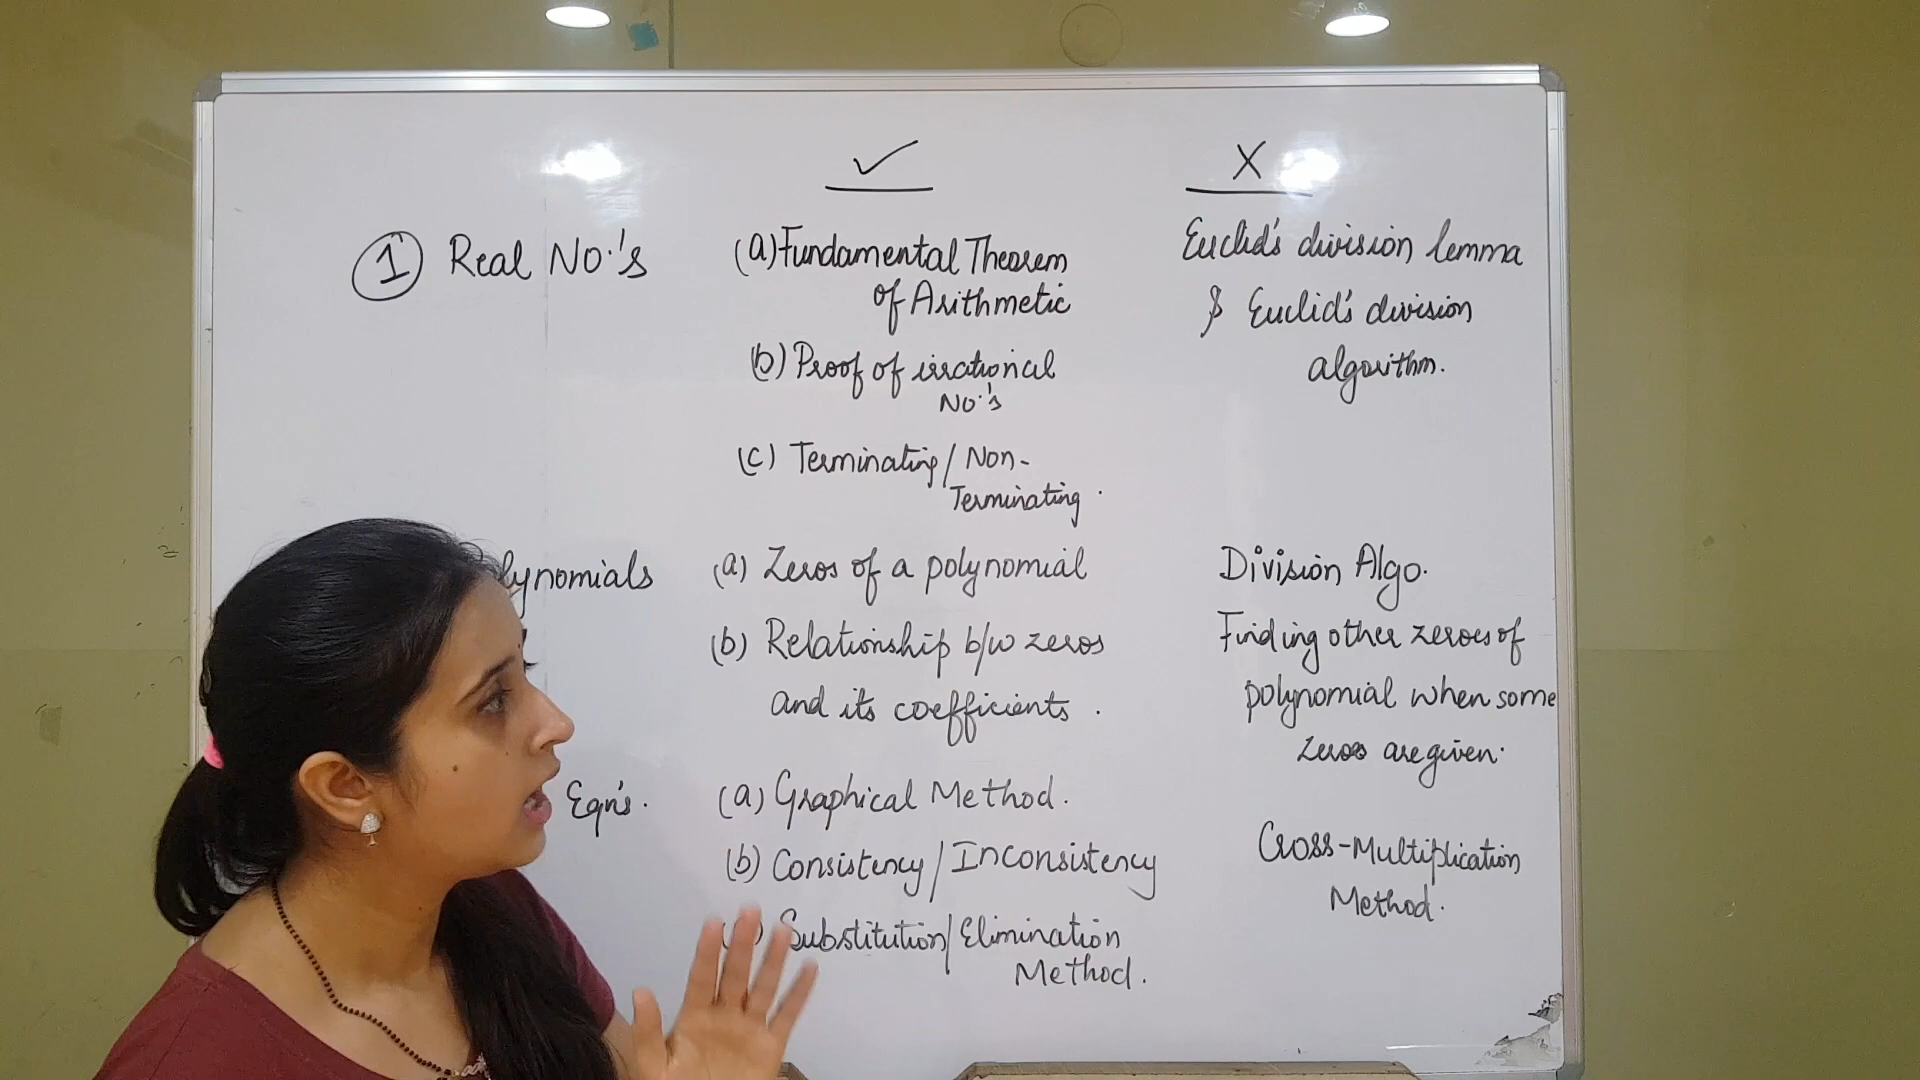 ✓ X
① Real No.'s (a) Fundamental Theorem
of Arithmetic
(b) Proof of irrational
No.'s
(c) Terminating/Non-
Terminating.
Euclid's division lemma
& Euclid's division
algorithm.
lynomials (a) Zeros of a polynomial
(b) Relationship b/w zeros
and its coefficients.
Division Algo.
Finding other zeroes of
polynomial when some
zeros are given.
Eqn's. (a) Graphical Method.
(b) Consistency/Inconsistency
Substitution/Elimination
Method.
Cross-Multiplication
Method.